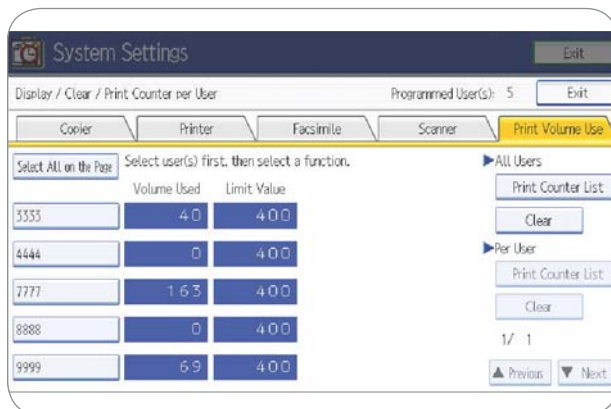 System Settings
Exit
Display / Clear / Print Counter per User
Programmed User(s): 5
Exit
Copier
Printer
Facsimile
Scanner
Print Volume Use
Select All on the Page
Select user(s) first, then select a function.
Volume Used
Limit Value
3333
40
400
4444
0
400
7777
163
400
8888
0
400
9999
69
400
▶All Users
Print Counter List
Clear
▶Per User
Print Counter List
Clear
1/ 1
▲ Previous
▼ Next